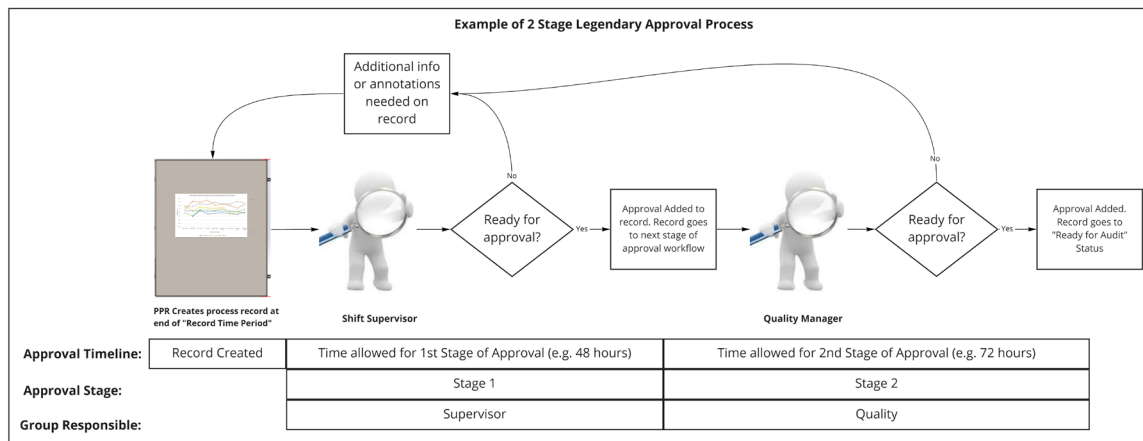 Example of 2 Stage Legendary Approval Process
Additional info
or annotations
needed on
record
No
No
Ready for
approval?
Yes
Approval Added to
record. Record goes
to next stage of
approval workflow
Ready for
approval?
Yes
Approval Added.
Record goes to
"Ready for Audit"
Status
PPR Creates process record at
end of "Record Time Period"
Shift Supervisor
Quality Manager
Approval Timeline:
Record Created
Time allowed for 1st Stage of Approval (e.g. 48 hours)
Time allowed for 2nd Stage of Approval (e.g. 72 hours)
Approval Stage:
Stage 1
Stage 2
Group Responsible:
Supervisor
Quality